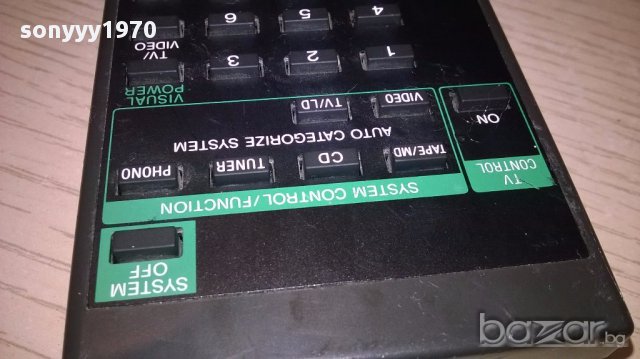 sonyyy1970
SYSTEM
OFF
SYSTEM CONTROL/FUNCTION
TV
CONTROL
TAPE/MD
CD
TUNER
PHONO
ON
AUTO CATEGORIZE SYSTEM
VIDEO
TV/LD
VISUAL
POWER
1
2
3
TV/
VIDEO
4
5
6
bazar.bg